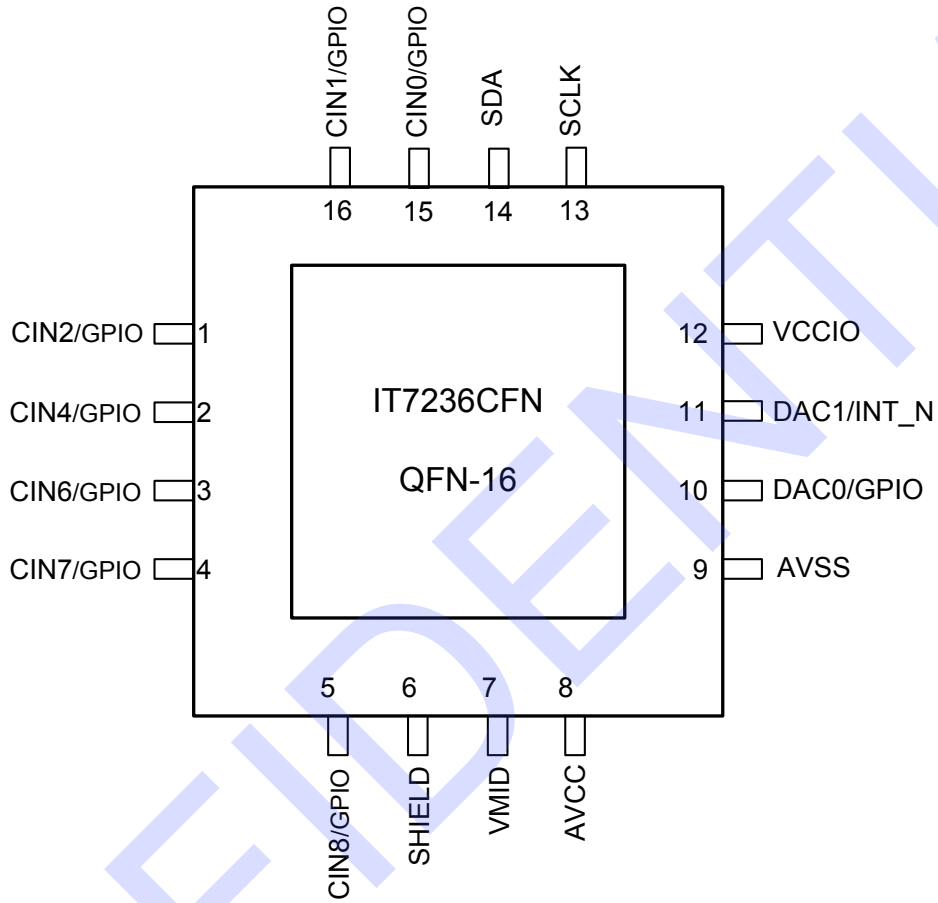 CIN1/GPIO
CIN0/GPIO
SDA
SCLK
16
15
14
13
CIN2/GPIO
1
12
VCCIO
CIN4/GPIO
2
IT7236CFN
11
DAC1/INT_N
CIN6/GPIO
3
QFN-16
10
DAC0/GPIO
CIN7/GPIO
4
9
AVSS
5
6
7
8
CIN8/GPIO
SHIELD
VMID
AVCC
FIDENTI